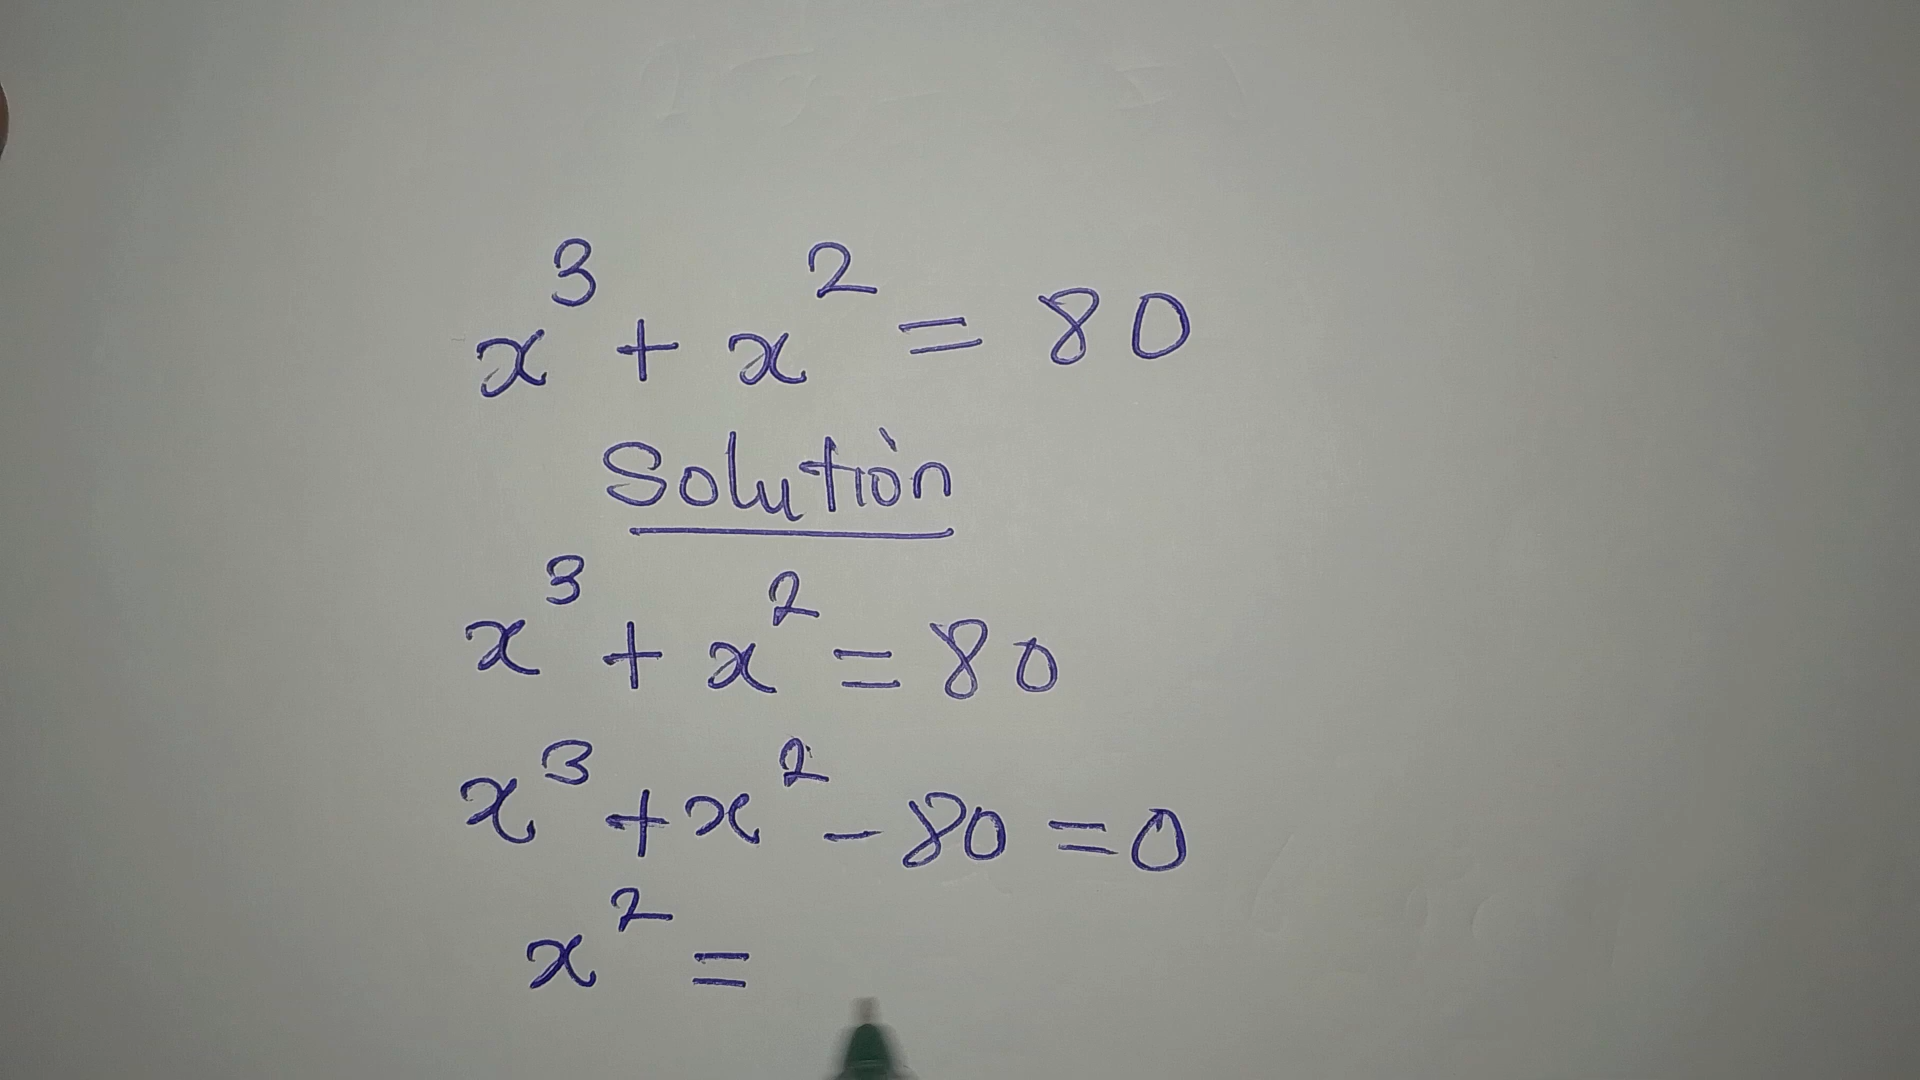 x³ + x² = 80
Solution
x³ + x² = 80
x³ + x² - 80 = 0
x² =